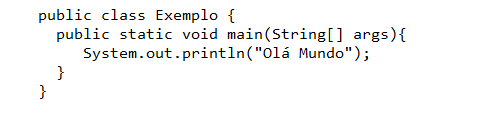 public class Exemplo {
public static void main(String[] args){
System.out.println("Olá Mundo");
}
}